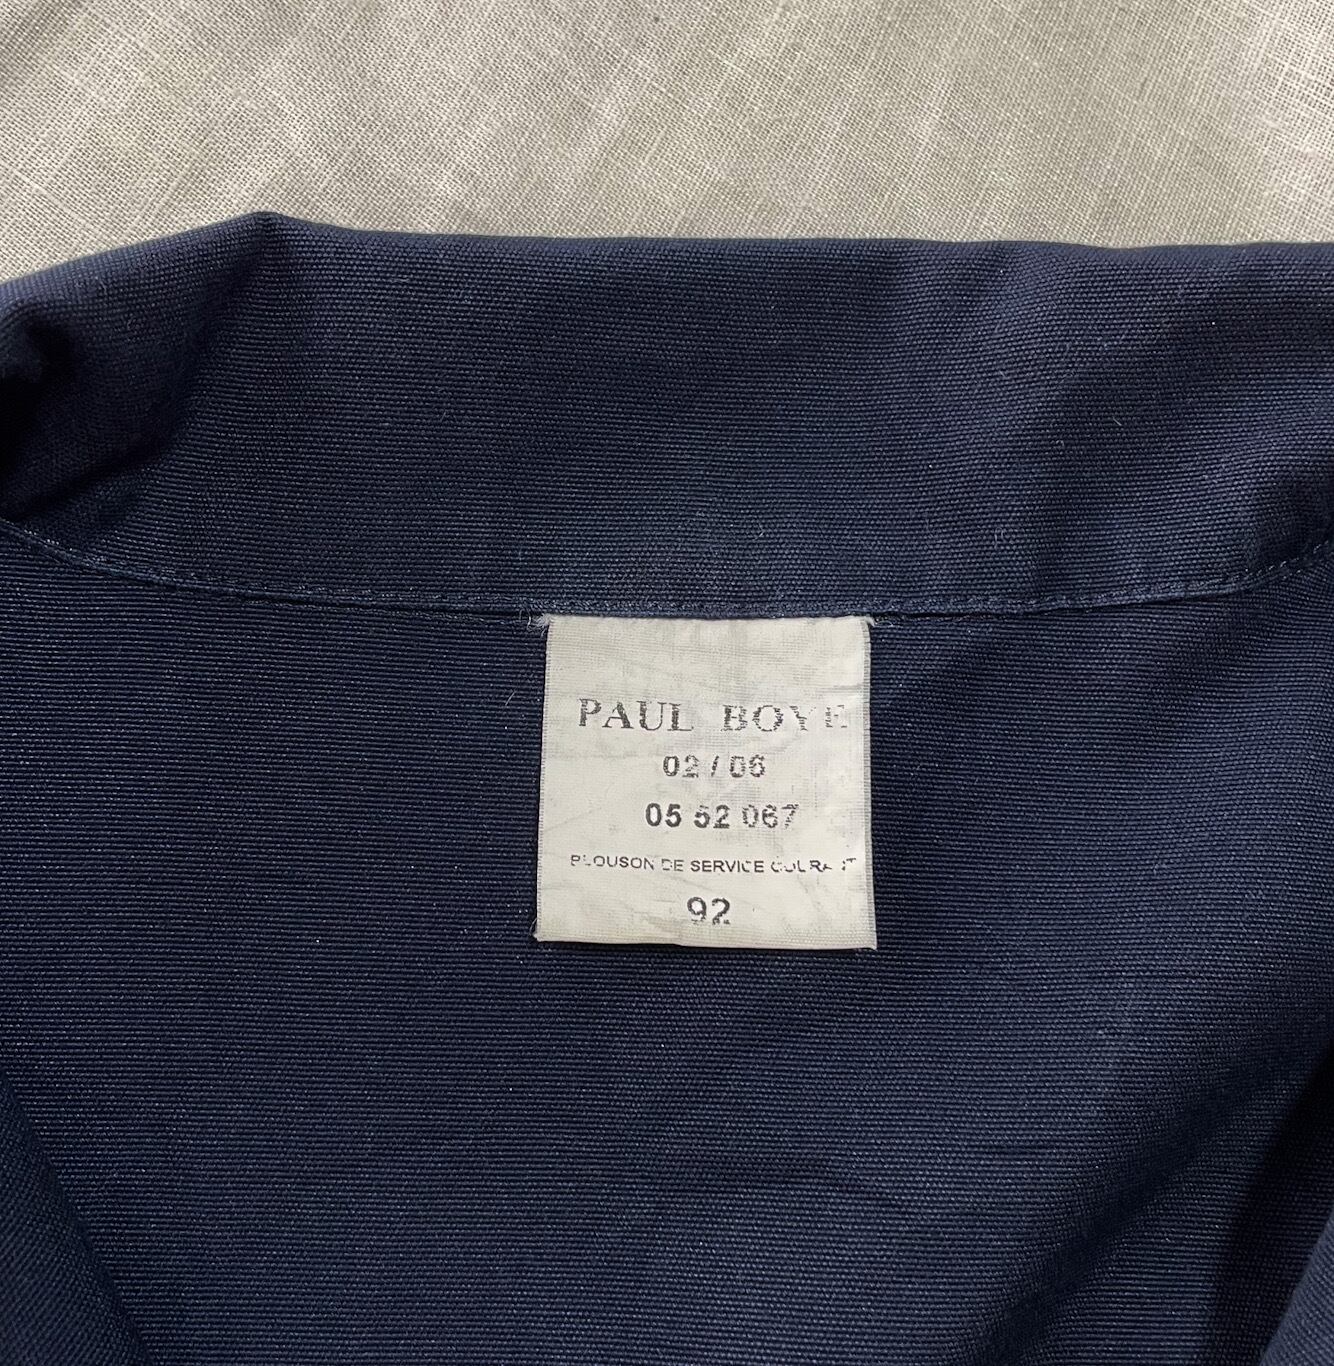 PAUL BOYE
02 / 06
05 52 067
BLOUSON DE SERVICE COURANT
92